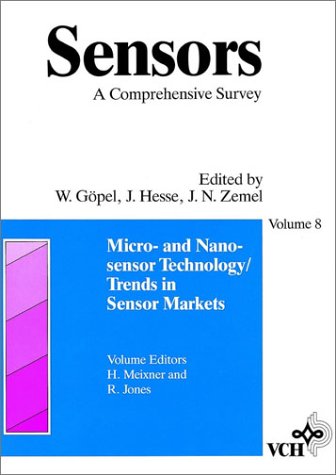 Sensors
A Comprehensive Survey
Edited by
W. Göpel, J. Hesse, J. N. Zemel
Volume 8
Micro- and Nano-
sensor Technology/
Trends in
Sensor Markets
Volume Editors
H. Meixner and
R. Jones
VCH